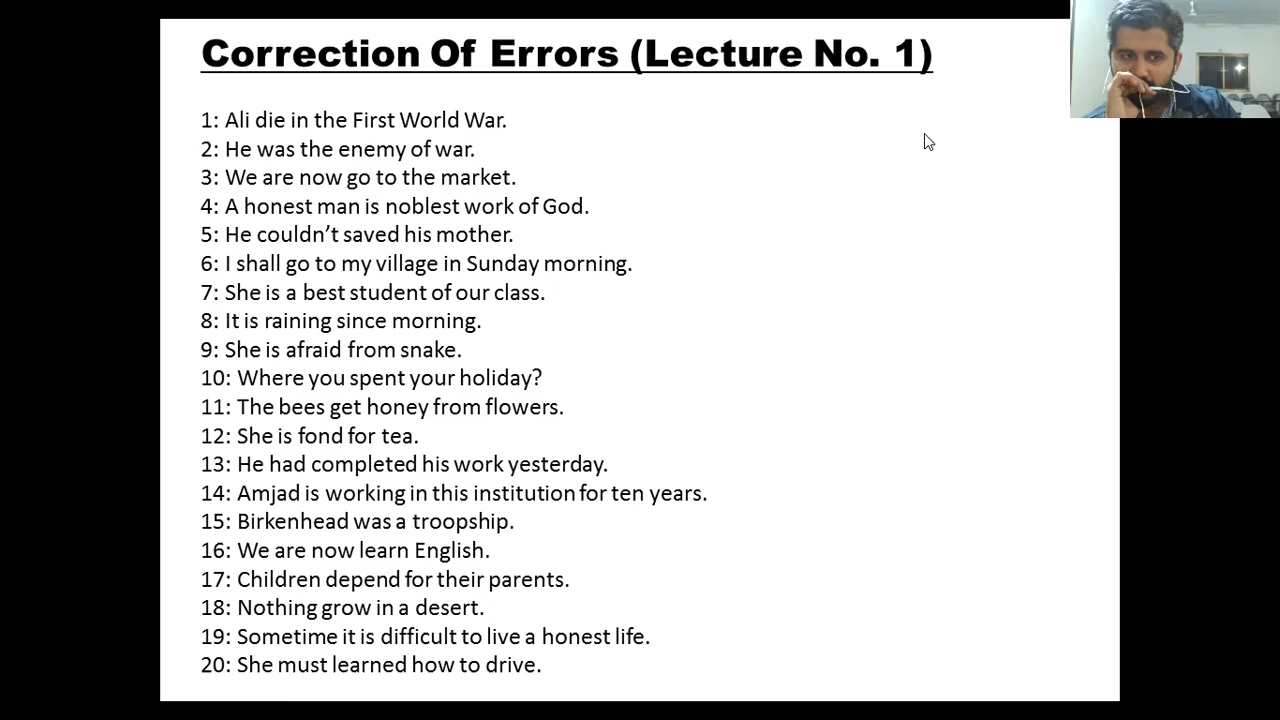 Correction Of Errors (Lecture No. 1)
1: Ali die in the First World War.
2: He was the enemy of war.
3: We are now go to the market.
4: A honest man is noblest work of God.
5: He couldn’t saved his mother.
6: I shall go to my village in Sunday morning.
7: She is a best student of our class.
8: It is raining since morning.
9: She is afraid from snake.
10: Where you spent your holiday?
11: The bees get honey from flowers.
12: She is fond for tea.
13: He had completed his work yesterday.
14: Amjad is working in this institution for ten years.
15: Birkenhead was a troopship.
16: We are now learn English.
17: Children depend for their parents.
18: Nothing grow in a desert.
19: Sometime it is difficult to live a honest life.
20: She must learned how to drive.